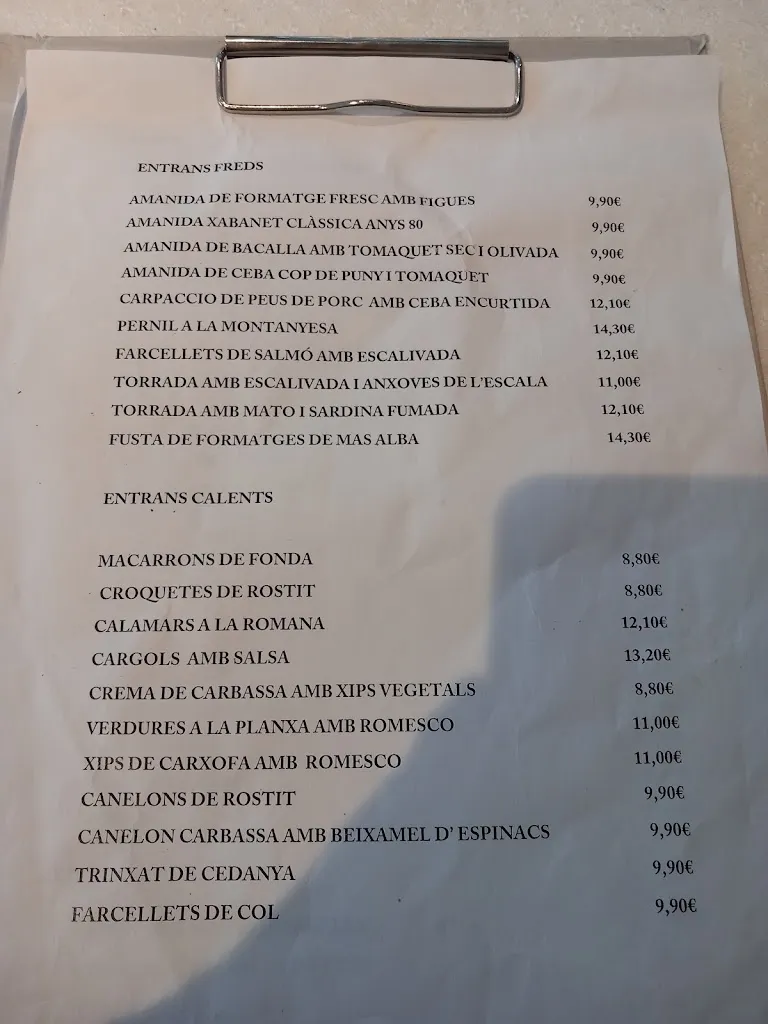 ENTRANS FREDS
AMANIDA DE FORMATGE FRESC AMB FIGUES 9,90€
AMANIDA XABANET CLÀSSICA ANYS 80 9,90€
AMANIDA DE BACALLA AMB TOMAQUET SEC I OLIVADA 9,90€
AMANIDA DE CEBA COP DE PUNY I TOMAQUET 9,90€
CARPACCIO DE PEUS DE PORC AMB CEBA ENCURTIDA 12,10€
PERNIL A LA MONTANYESA 14,30€
FARCELLETS DE SALMÓ AMB ESCALIVADA 12,10€
TORRADA AMB ESCALIVADA I ANXOVES DE L'ESCALA 11,00€
TORRADA AMB MATO I SARDINA FUMADA 12,10€
FUSTA DE FORMATGES DE MAS ALBA 14,30€
ENTRANS CALENTS
MACARRONS DE FONDA 8,80€
CROQUETES DE ROSTIT 8,80€
CALAMARS A LA ROMANA 12,10€
CARGOLS AMB SALSA 13,20€
CREMA DE CARBASSA AMB XIPS VEGETALS 8,80€
VERDURES A LA PLANXA AMB ROMESCO 11,00€
XIPS DE CARXOFA AMB ROMESCO 11,00€
CANELONS DE ROSTIT 9,90€
CANELON CARBASSA AMB BEIXAMEL D' ESPINACS 9,90€
TRINXAT DE CEDANYA 9,90€
FARCELLETS DE COL 9,90€